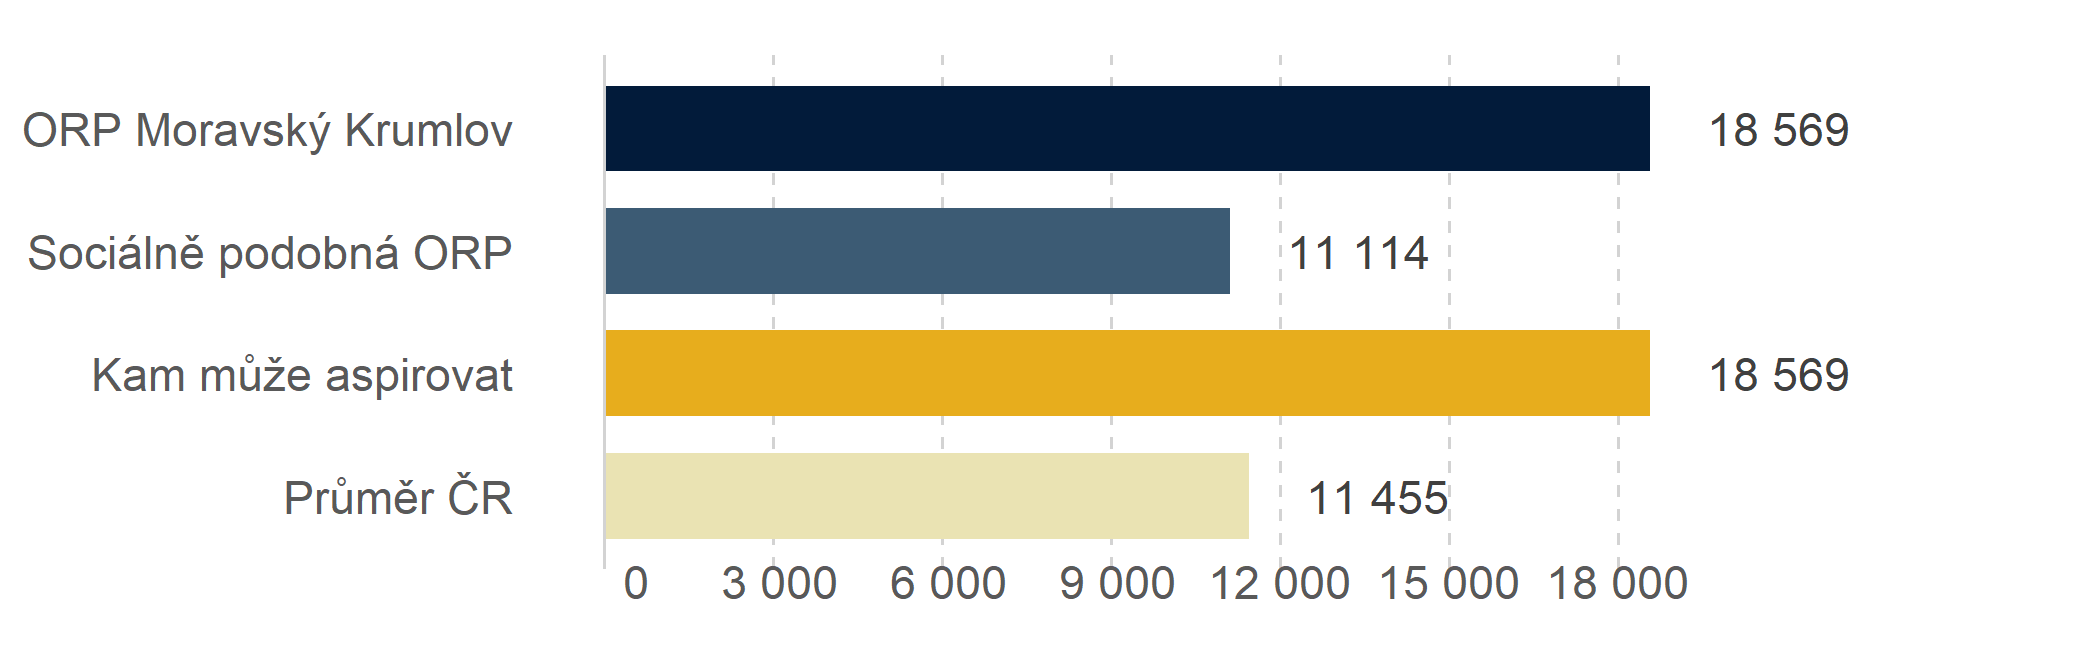 ORP Moravský Krumlov 18 569
Sociálně podobná ORP 11 114
Kam může aspirovat 18 569
Průměr ČR 11 455
0 3 000 6 000 9 000 12 000 15 000 18 000